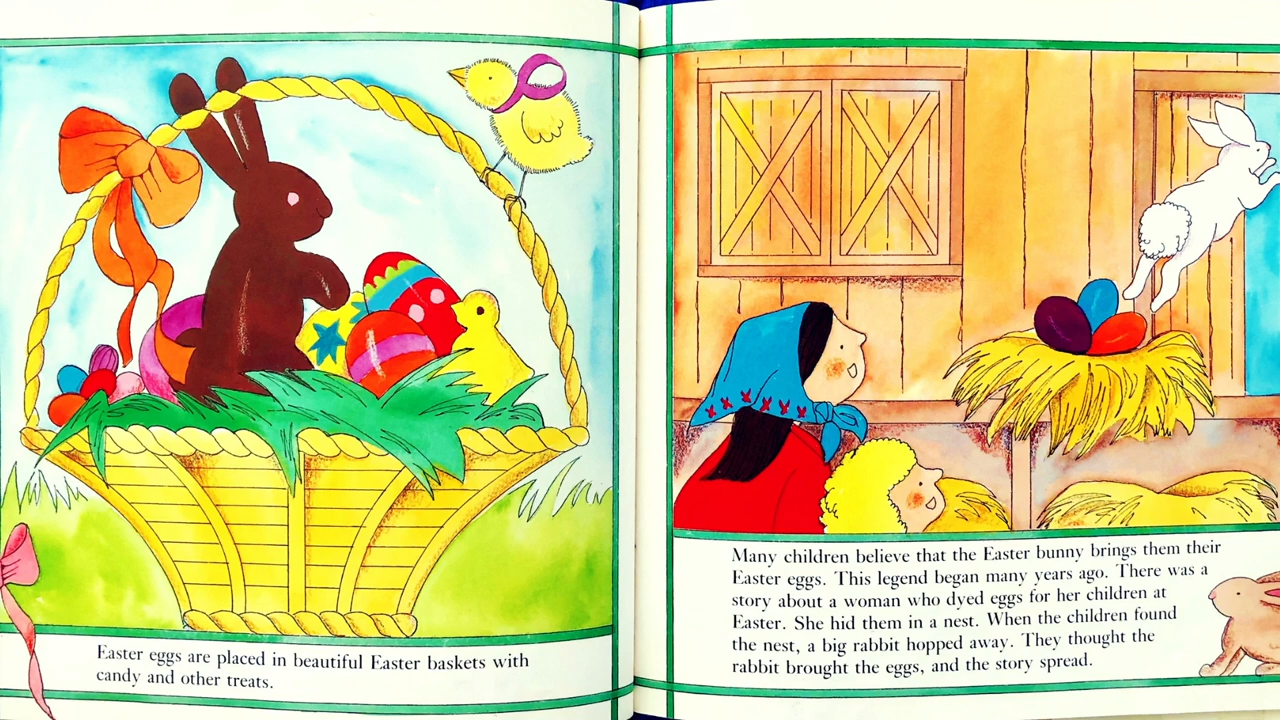 Easter eggs are placed in beautiful Easter baskets with
candy and other treats.
Many children believe that the Easter bunny brings them their
Easter eggs. This legend began many years ago. There was a
story about a woman who dyed eggs for her children at
Easter. She hid them in a nest. When the children found
the nest, a big rabbit hopped away. They thought the
rabbit brought the eggs, and the story spread.